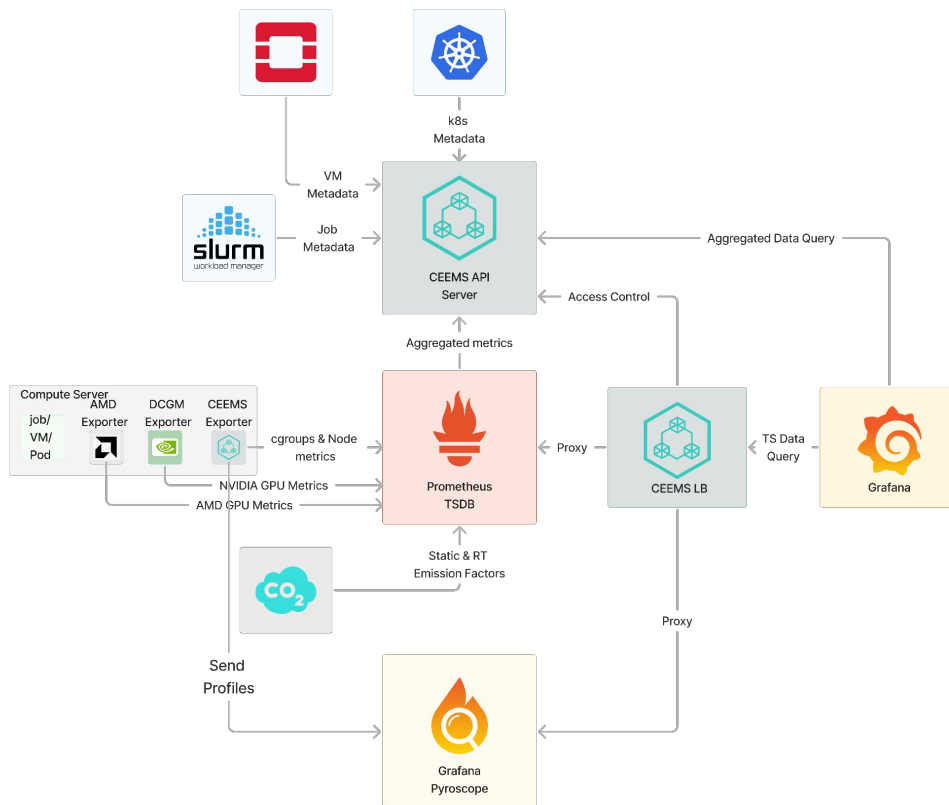 k8s
Metadata
VM
Metadata
slurm
workload manager
Job
Metadata
CEEMS API
Server
Aggregated Data Query
Access Control
Aggregated metrics
Compute Server
job/
VM/
Pod
AMD
Exporter
DCGM
Exporter
CEEMS
Exporter
cgroups & Node
metrics
NVIDIA GPU Metrics
AMD GPU Metrics
Prometheus
TSDB
Proxy
CEEMS LB
TS Data
Query
Grafana
CO2
Static & RT
Emission Factors
Proxy
Send
Profiles
Grafana
Pyroscope